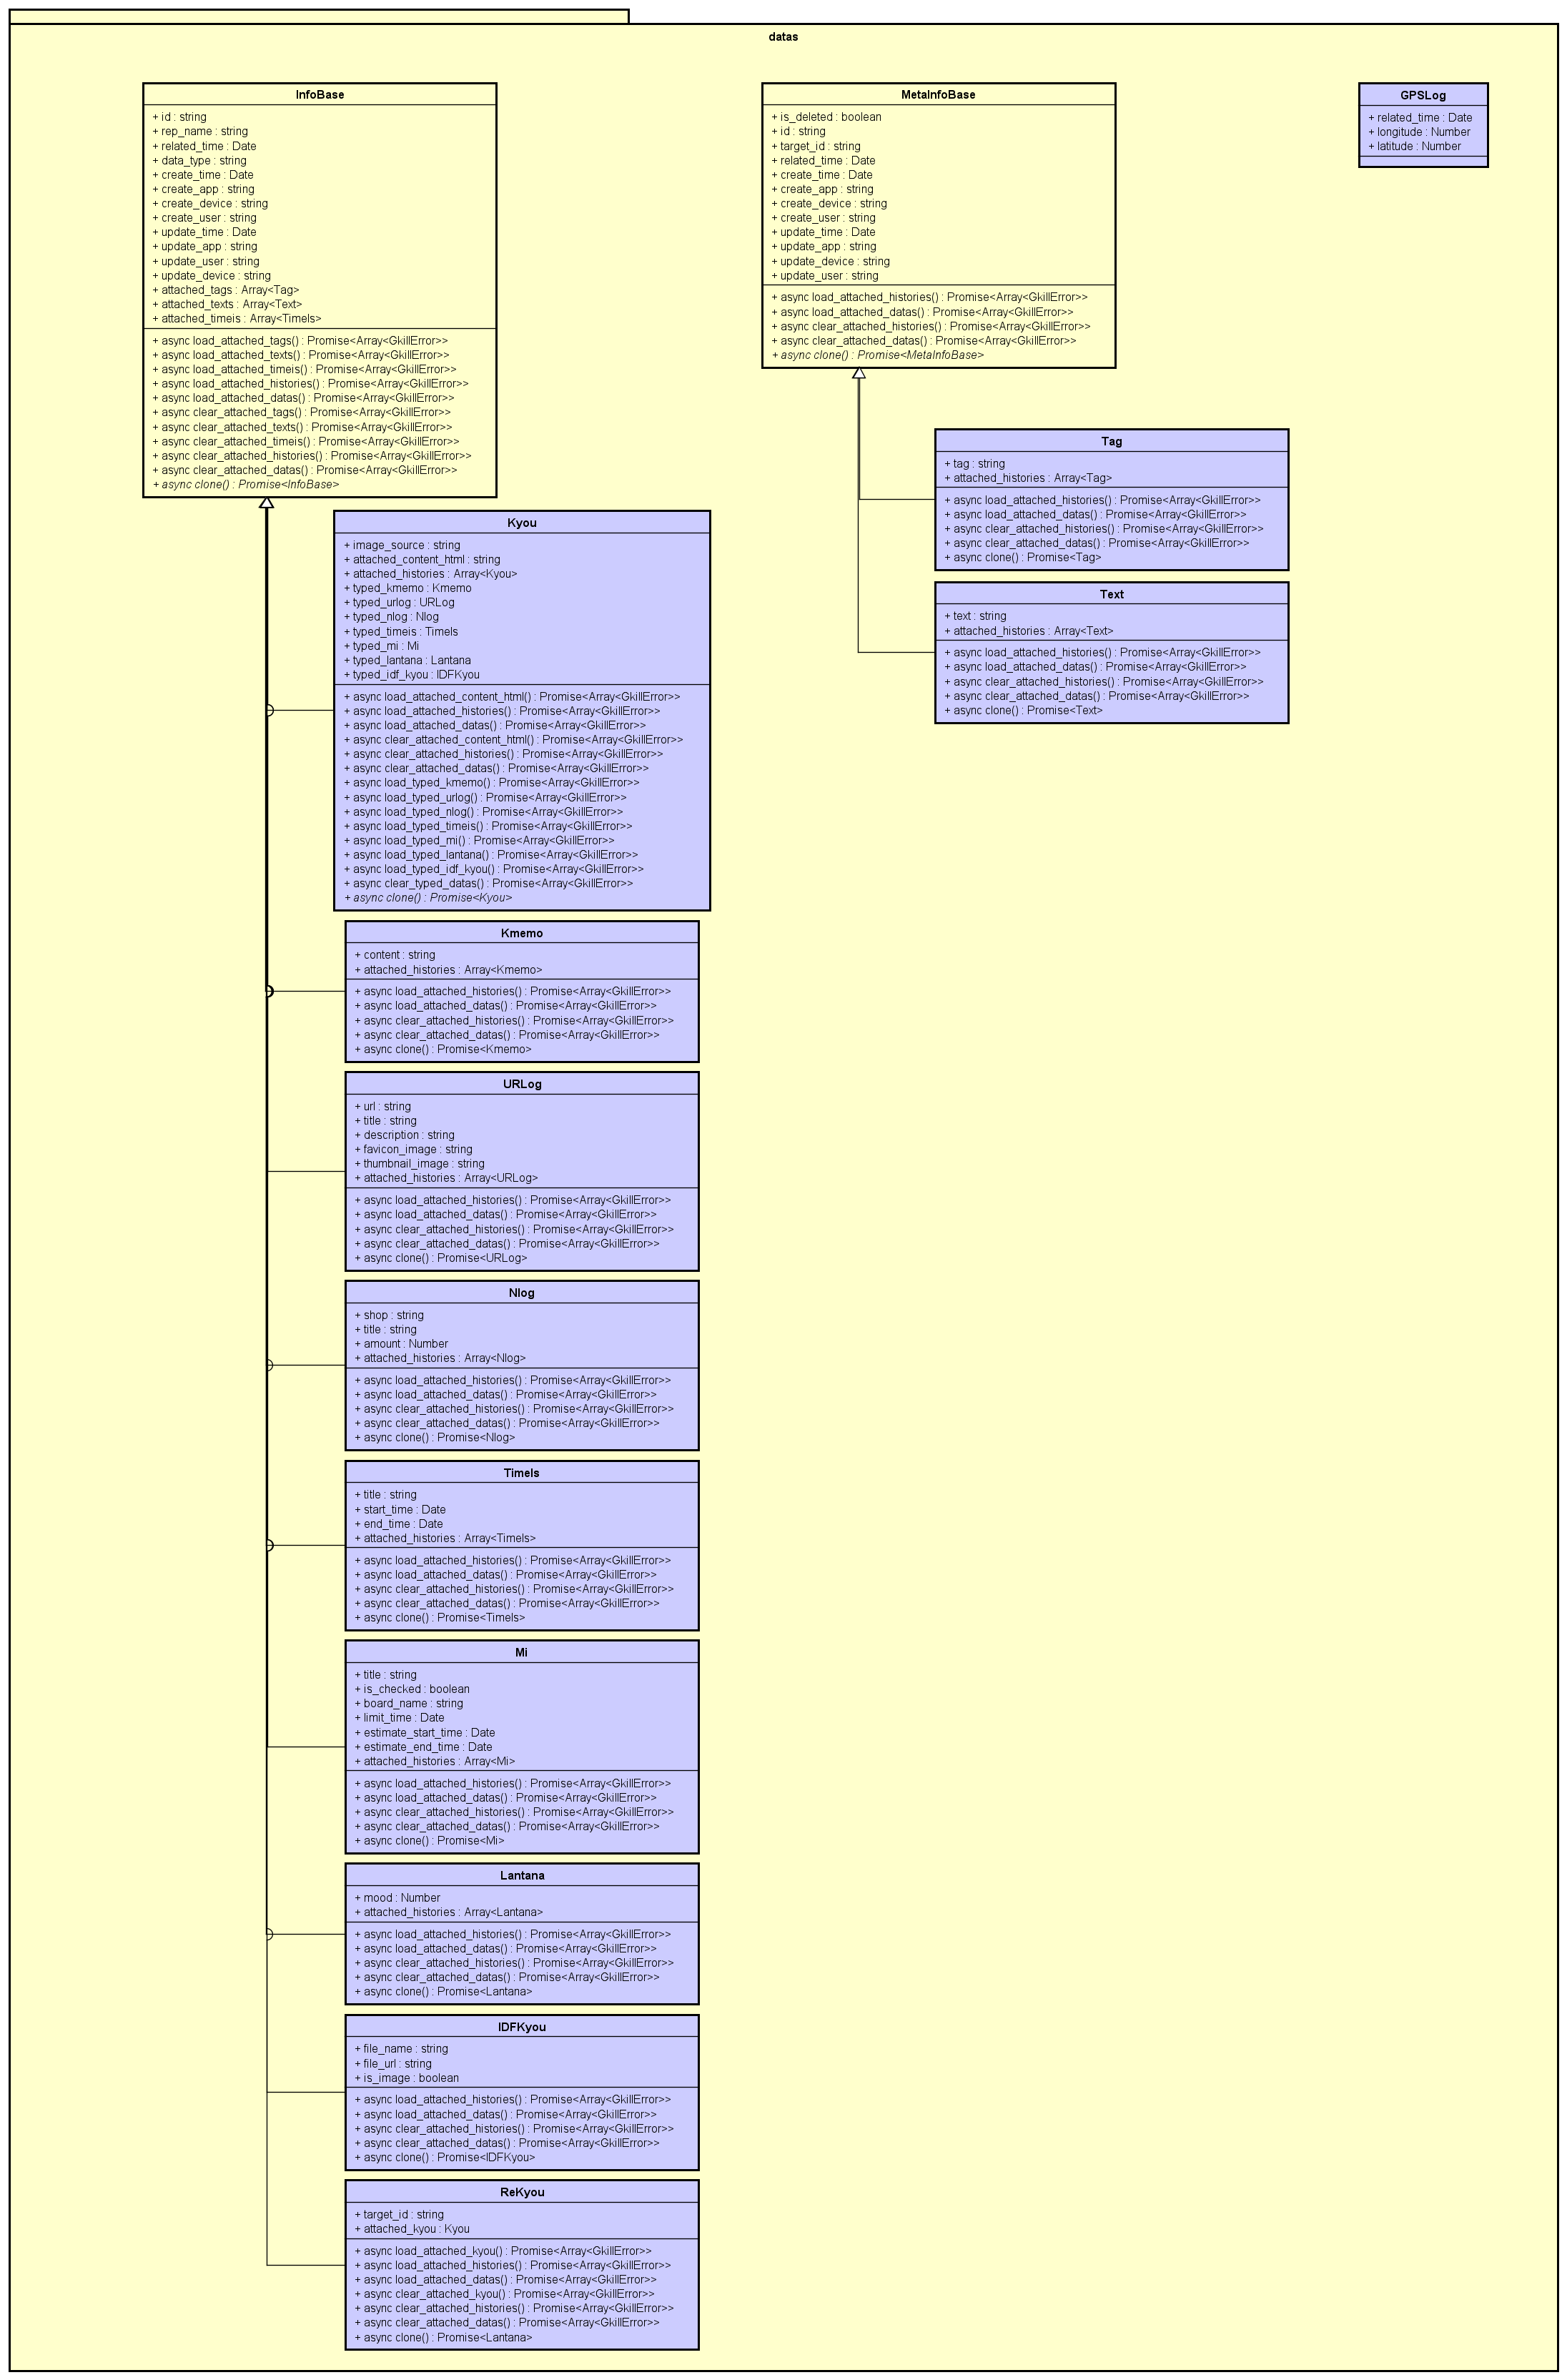 datas
InfoBase
+ id : string
+ rep_name : string
+ related_time : Date
+ data_type : string
+ create_time : Date
+ create_app : string
+ create_device : string
+ create_user : string
+ update_time : Date
+ update_app : string
+ update_user : string
+ update_device : string
+ attached_tags : Array<Tag>
+ attached_texts : Array<Text>
+ attached_timeis : Array<TimeIs>
+ async load_attached_tags() : Promise<Array<GkillError>>
+ async load_attached_texts() : Promise<Array<GkillError>>
+ async load_attached_timeis() : Promise<Array<GkillError>>
+ async load_attached_histories() : Promise<Array<GkillError>>
+ async load_attached_datas() : Promise<Array<GkillError>>
+ async clear_attached_tags() : Promise<Array<GkillError>>
+ async clear_attached_texts() : Promise<Array<GkillError>>
+ async clear_attached_timeis() : Promise<Array<GkillError>>
+ async clear_attached_histories() : Promise<Array<GkillError>>
+ async clear_attached_datas() : Promise<Array<GkillError>>
+ async clone() : Promise<InfoBase>
MetaInfoBase
+ is_deleted : boolean
+ id : string
+ target_id : string
+ related_time : Date
+ create_time : Date
+ create_app : string
+ create_device : string
+ create_user : string
+ update_time : Date
+ update_app : string
+ update_device : string
+ update_user : string
+ async load_attached_histories() : Promise<Array<GkillError>>
+ async load_attached_datas() : Promise<Array<GkillError>>
+ async clear_attached_histories() : Promise<Array<GkillError>>
+ async clear_attached_datas() : Promise<Array<GkillError>>
+ async clone() : Promise<MetaInfoBase>
GPSLog
+ related_time : Date
+ longitude : Number
+ latitude : Number
Tag
+ tag : string
+ attached_histories : Array<Tag>
+ async load_attached_histories() : Promise<Array<GkillError>>
+ async load_attached_datas() : Promise<Array<GkillError>>
+ async clear_attached_histories() : Promise<Array<GkillError>>
+ async clear_attached_datas() : Promise<Array<GkillError>>
+ async clone() : Promise<Tag>
Text
+ text : string
+ attached_histories : Array<Text>
+ async load_attached_histories() : Promise<Array<GkillError>>
+ async load_attached_datas() : Promise<Array<GkillError>>
+ async clear_attached_histories() : Promise<Array<GkillError>>
+ async clear_attached_datas() : Promise<Array<GkillError>>
+ async clone() : Promise<Text>
Kyou
+ image_source : string
+ attached_content_html : string
+ attached_histories : Array<Kyou>
+ typed_kmemo : Kmemo
+ typed_urlog : URLog
+ typed_nlog : Nlog
+ typed_timeis : TimeIs
+ typed_mi : Mi
+ typed_lantana : Lantana
+ typed_idf_kyou : IDFKyou
+ async load_attached_content_html() : Promise<Array<GkillError>>
+ async load_attached_histories() : Promise<Array<GkillError>>
+ async load_attached_datas() : Promise<Array<GkillError>>
+ async clear_attached_content_html() : Promise<Array<GkillError>>
+ async clear_attached_histories() : Promise<Array<GkillError>>
+ async clear_attached_datas() : Promise<Array<GkillError>>
+ async load_typed_kmemo() : Promise<Array<GkillError>>
+ async load_typed_urlog() : Promise<Array<GkillError>>
+ async load_typed_nlog() : Promise<Array<GkillError>>
+ async load_typed_timeis() : Promise<Array<GkillError>>
+ async load_typed_mi() : Promise<Array<GkillError>>
+ async load_typed_lantana() : Promise<Array<GkillError>>
+ async load_typed_idf_kyou() : Promise<Array<GkillError>>
+ async clear_typed_datas() : Promise<Array<GkillError>>
+ async clone() : Promise<Kyou>
Kmemo
+ content : string
+ attached_histories : Array<Kmemo>
+ async load_attached_histories() : Promise<Array<GkillError>>
+ async load_attached_datas() : Promise<Array<GkillError>>
+ async clear_attached_histories() : Promise<Array<GkillError>>
+ async clear_attached_datas() : Promise<Array<GkillError>>
+ async clone() : Promise<Kmemo>
URLog
+ url : string
+ title : string
+ description : string
+ favicon_image : string
+ thumbnail_image : string
+ attached_histories : Array<URLog>
+ async load_attached_histories() : Promise<Array<GkillError>>
+ async load_attached_datas() : Promise<Array<GkillError>>
+ async clear_attached_histories() : Promise<Array<GkillError>>
+ async clear_attached_datas() : Promise<Array<GkillError>>
+ async clone() : Promise<URLog>
Nlog
+ shop : string
+ title : string
+ amount : Number
+ attached_histories : Array<Nlog>
+ async load_attached_histories() : Promise<Array<GkillError>>
+ async load_attached_datas() : Promise<Array<GkillError>>
+ async clear_attached_histories() : Promise<Array<GkillError>>
+ async clear_attached_datas() : Promise<Array<GkillError>>
+ async clone() : Promise<Nlog>
TimeIs
+ title : string
+ start_time : Date
+ end_time : Date
+ attached_histories : Array<TimeIs>
+ async load_attached_histories() : Promise<Array<GkillError>>
+ async load_attached_datas() : Promise<Array<GkillError>>
+ async clear_attached_histories() : Promise<Array<GkillError>>
+ async clear_attached_datas() : Promise<Array<GkillError>>
+ async clone() : Promise<TimeIs>
Mi
+ title : string
+ is_checked : boolean
+ board_name : string
+ limit_time : Date
+ estimate_start_time : Date
+ estimate_end_time : Date
+ attached_histories : Array<Mi>
+ async load_attached_histories() : Promise<Array<GkillError>>
+ async load_attached_datas() : Promise<Array<GkillError>>
+ async clear_attached_histories() : Promise<Array<GkillError>>
+ async clear_attached_datas() : Promise<Array<GkillError>>
+ async clone() : Promise<Mi>
Lantana
+ mood : Number
+ attached_histories : Array<Lantana>
+ async load_attached_histories() : Promise<Array<GkillError>>
+ async load_attached_datas() : Promise<Array<GkillError>>
+ async clear_attached_histories() : Promise<Array<GkillError>>
+ async clear_attached_datas() : Promise<Array<GkillError>>
+ async clone() : Promise<Lantana>
IDFKyou
+ file_name : string
+ file_url : string
+ is_image : boolean
+ async load_attached_histories() : Promise<Array<GkillError>>
+ async load_attached_datas() : Promise<Array<GkillError>>
+ async clear_attached_histories() : Promise<Array<GkillError>>
+ async clear_attached_datas() : Promise<Array<GkillError>>
+ async clone() : Promise<IDFKyou>
ReKyou
+ target_id : string
+ attached_kyou : Kyou
+ async load_attached_kyou() : Promise<Array<GkillError>>
+ async load_attached_histories() : Promise<Array<GkillError>>
+ async load_attached_datas() : Promise<Array<GkillError>>
+ async clear_attached_kyou() : Promise<Array<GkillError>>
+ async clear_attached_histories() : Promise<Array<GkillError>>
+ async clear_attached_datas() : Promise<Array<GkillError>>
+ async clone() : Promise<Lantana>